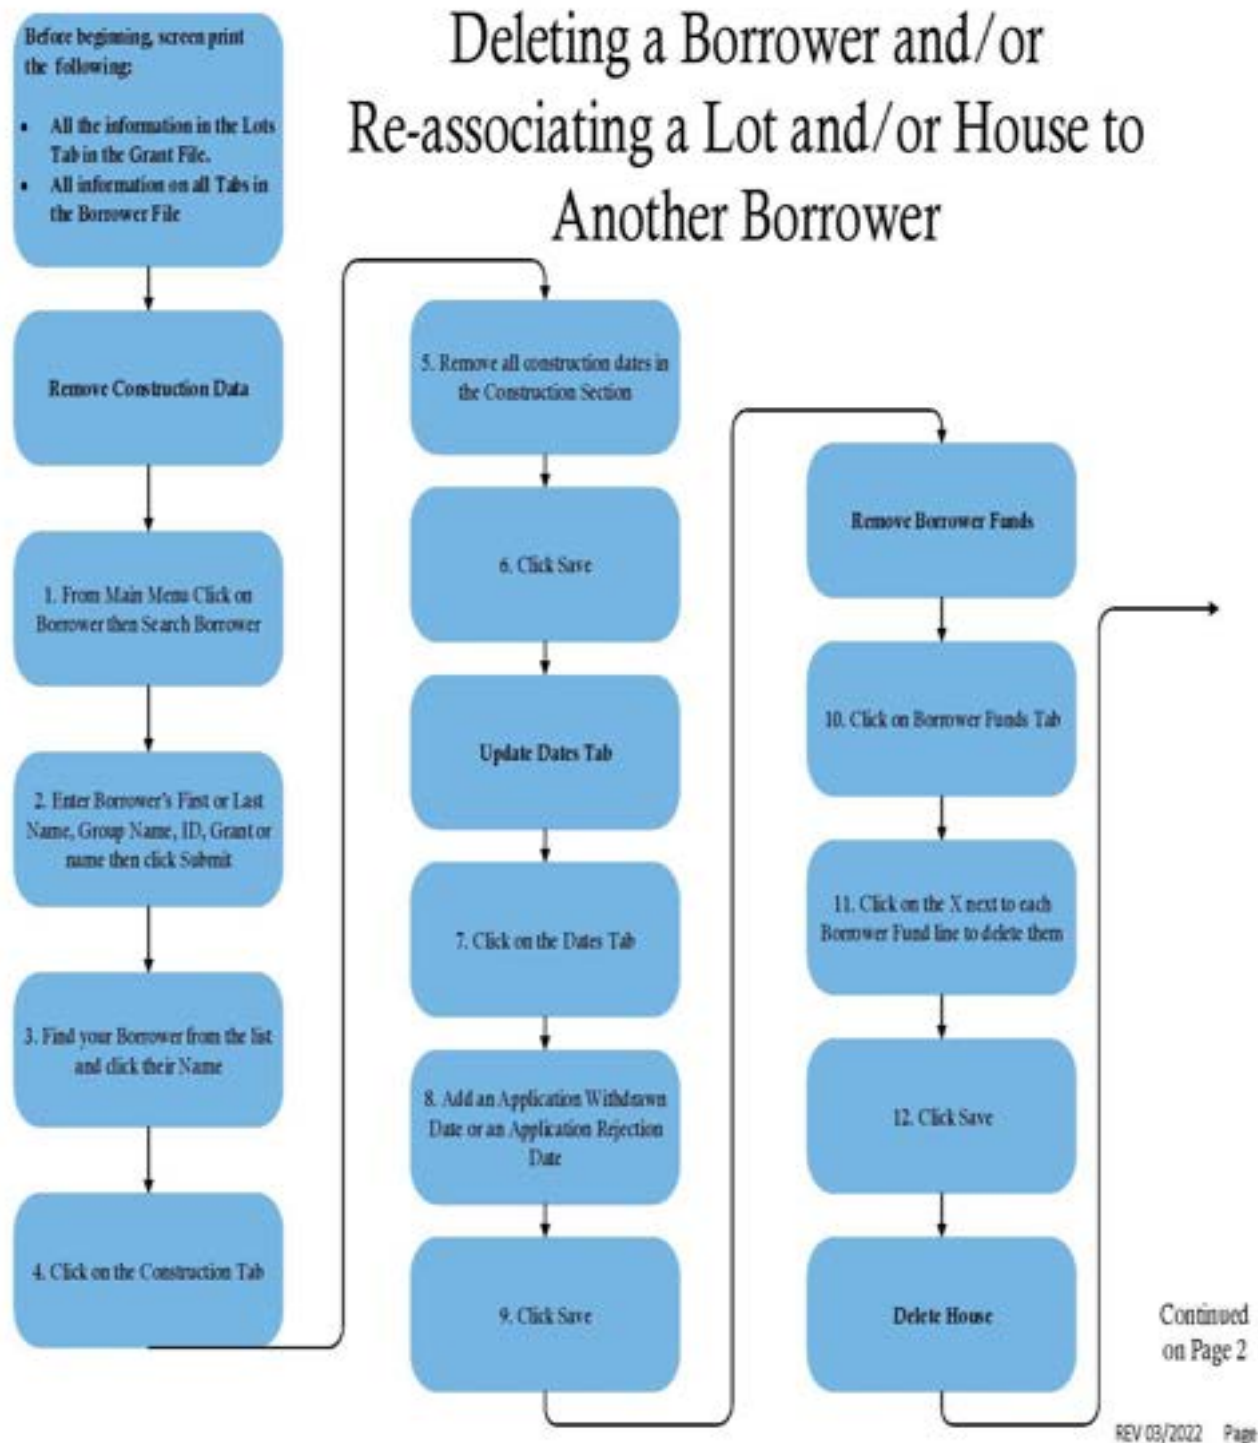 Deleting a Borrower and/or
Re-associating a Lot and/or House to
Another Borrower
Before beginning, screen print
the following:
• All the information in the Lots
Tab in the Grant File.
• All information on all Tabs in
the Borrower File
Remove Construction Data
1. From Main Menu Click on
Borrower then Search Borrower
2. Enter Borrower's First or Last
Name, Group Name, ID, Grant or
name then click Submit
3. Find your Borrower from the list
and click their Name
4. Click on the Construction Tab
5. Remove all construction dates in
the Construction Section
6. Click Save
Update Dates Tab
7. Click on the Dates Tab
8. Add an Application Withdrawn
Date or an Application Rejection
Date
9. Click Save
Remove Borrower Funds
10. Click on Borrower Funds Tab
11. Click on the X next to each
Borrower Fund line to delete them
12. Click Save
Delete House
Continued
on Page 2
REV 03/2022 Page